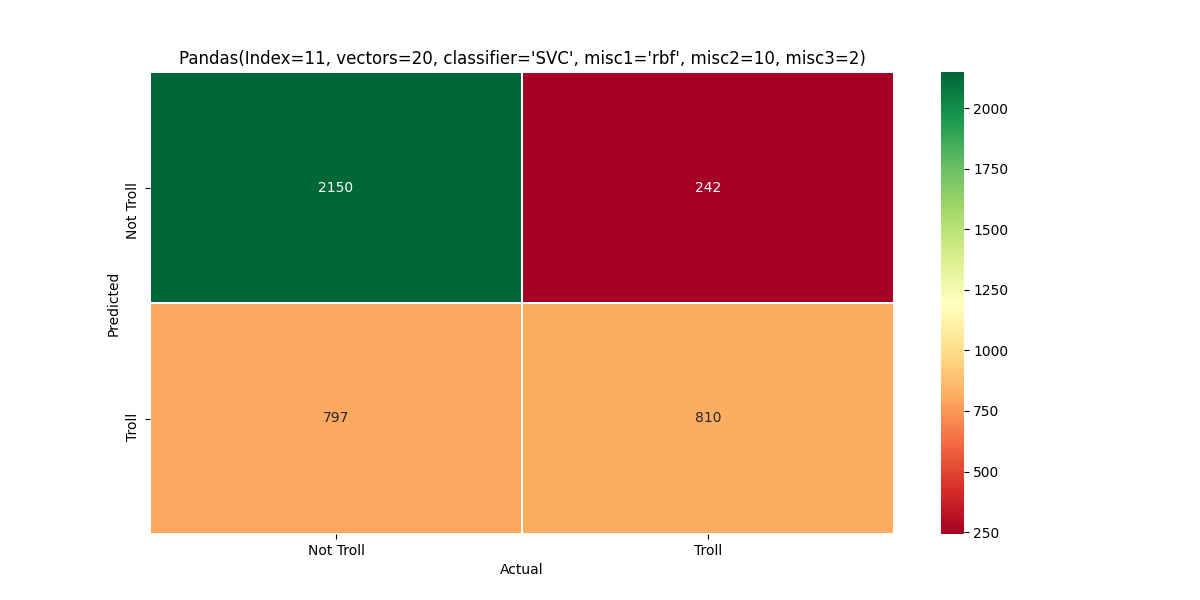 Pandas(Index=11, vectors=20, classifier='SVC', misc1='rbf', misc2=10, misc3=2)
Predicted
Not Troll
Troll
2150
242
797
810
Not Troll
Troll
Actual
2000
1750
1500
1250
1000
750
500
250